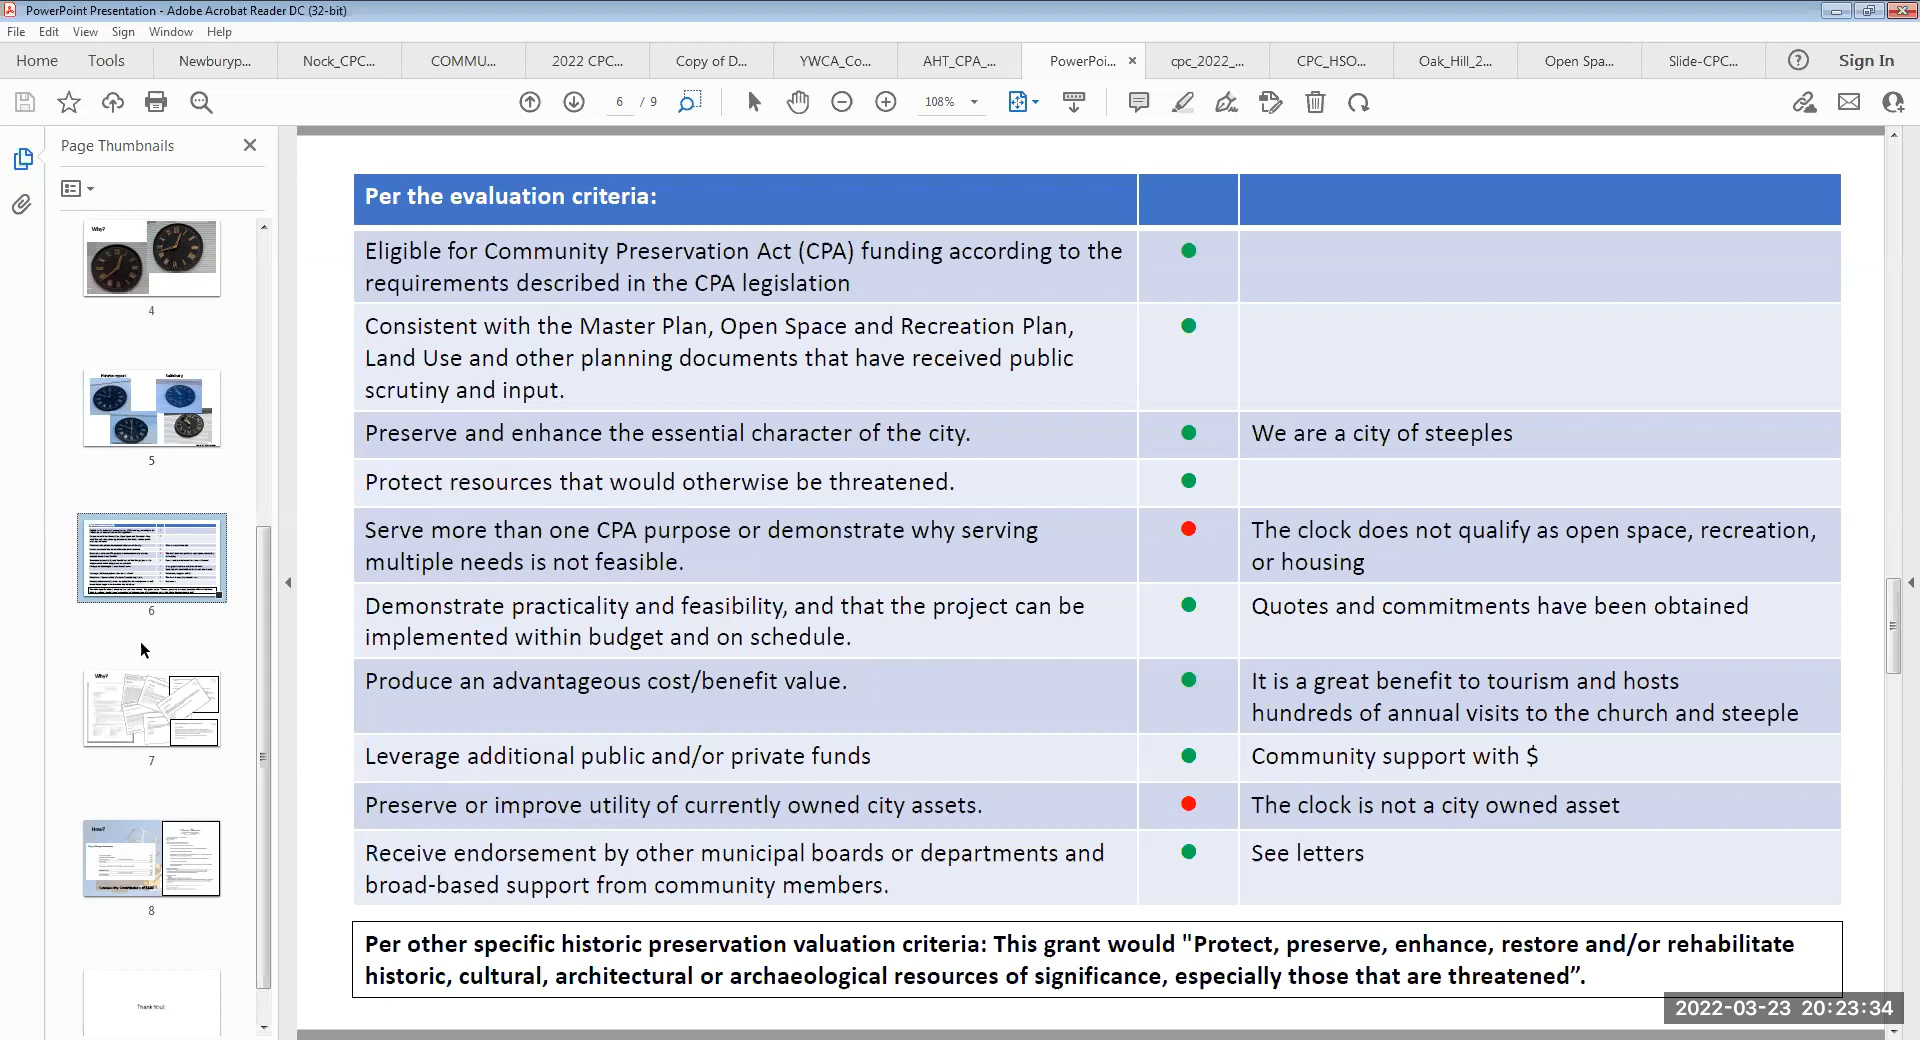 PowerPoint Presentation - Adobe Acrobat Reader DC (32-bit)
File Edit View Sign Window Help
Home Tools Newburyp... Nock_CPC... COMMU... 2022 CPC... Copy of D... YWCA_Co... AHT_CPA_... PowerPoi... × cpc_2022_... CPC_HSO... Oak_Hill_2... Open Spa... Slide-CPC... Sign In
6 / 9 108%
Page Thumbnails
Why?
4
Newburyport Salisbury
5
6
Why?
7
How?
8
Thank You!
Per the evaluation criteria:
Eligible for Community Preservation Act (CPA) funding according to the
requirements described in the CPA legislation
Consistent with the Master Plan, Open Space and Recreation Plan,
Land Use and other planning documents that have received public
scrutiny and input.
Preserve and enhance the essential character of the city.
We are a city of steeples
Protect resources that would otherwise be threatened.
Serve more than one CPA purpose or demonstrate why serving
multiple needs is not feasible.
The clock does not qualify as open space, recreation,
or housing
Demonstrate practicality and feasibility, and that the project can be
implemented within budget and on schedule.
Quotes and commitments have been obtained
Produce an advantageous cost/benefit value.
It is a great benefit to tourism and hosts
hundreds of annual visits to the church and steeple
Leverage additional public and/or private funds
Community support with $
Preserve or improve utility of currently owned city assets.
The clock is not a city owned asset
Receive endorsement by other municipal boards or departments and
broad-based support from community members.
See letters
Per other specific historic preservation valuation criteria: This grant would "Protect, preserve, enhance, restore and/or rehabilitate
historic, cultural, architectural or archaeological resources of significance, especially those that are threatened”.
2022-03-23 20:23:34